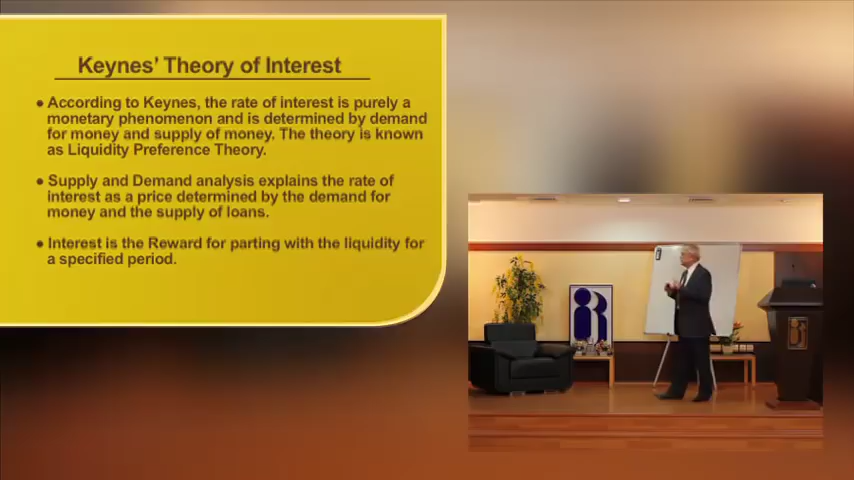 Keynes' Theory of Interest
● According to Keynes, the rate of interest is purely a
monetary phenomenon and is determined by demand
for money and supply of money. The theory is known
as Liquidity Preference Theory.
● Supply and Demand analysis explains the rate of
interest as a price determined by the demand for
money and the supply of loans.
● Interest is the Reward for parting with the liquidity for
a specified period.